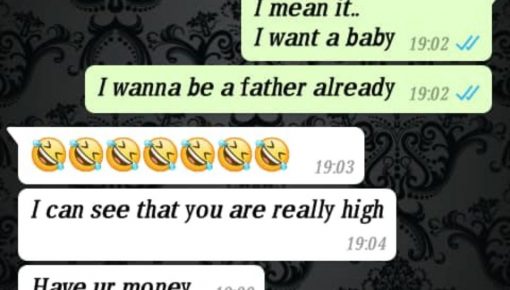 I mean it..
I want a baby 19:02
I wanna be a father already 19:02
🤣🤣🤣🤣🤣🤣🤣
19:03
I can see that you are really high
19:04
Have ur money